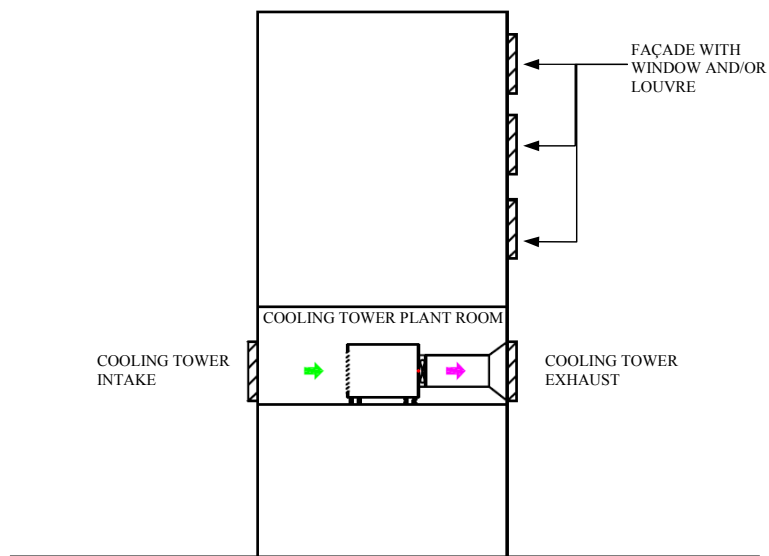 FAÇADE WITH
WINDOW AND/OR
LOUVRE
COOLING TOWER PLANT ROOM
COOLING TOWER
INTAKE
COOLING TOWER
EXHAUST